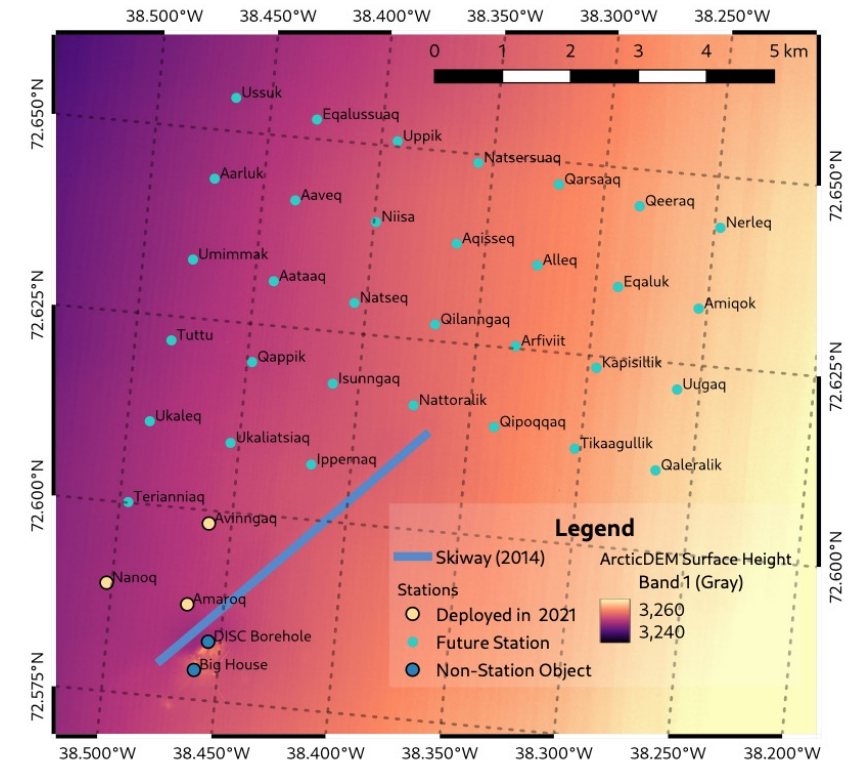 38.500°W 38.450°W 38.400°W 38.350°W 38.300°W 38.250°W
0 1 2 3 4 5 km
72.650°N
72.625°N
72.600°N
72.575°N
72.650°N
72.625°N
72.600°N
Ussuk
Eqalussuaq
Uppik
Natsersuaq
Qarsaaq
Qeeraq
Nerleq
Aarluk
Aaveq
Niisa
Aqisseq
Alleq
Eqaluk
Amiqok
Umimmak
Aataaq
Natseq
Qilanngaq
Arfiviit
Kapisillik
Uugaq
Tuttu
Qappik
Isunngaq
Nattoralik
Qipoqqaq
Tikaagullik
Qaleralik
Ukaleq
Ukaliatsiaq
Ippernaq
Terianniaq
Avinngaq
Nanoq
Amaroq
DISC Borehole
Big House
Legend
Skiway (2014)
Stations
Deployed in 2021
Future Station
Non-Station Object
ArcticDEM Surface Height
Band 1 (Gray)
3,260
3,240
38.500°W 38.450°W 38.400°W 38.350°W 38.300°W 38.250°W 38.200°W